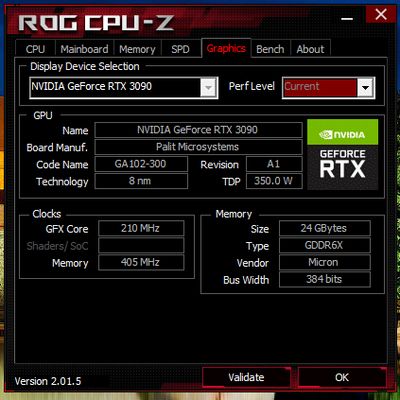 ROG CPU-Z
CPU Mainboard Memory SPD Graphics Bench About
Display Device Selection
NVIDIA GeForce RTX 3090 Perf Level Current
GPU
Name NVIDIA GeForce RTX 3090
Board Manuf. Palit Microsystems
Code Name GA102-300 Revision A1
Technology 8 nm TDP 350.0 W
NVIDIA
GEFORCE
RTX
Clocks
GFX Core 210 MHz
Shaders/ SoC
Memory 405 MHz
Memory
Size 24 GBytes
Type GDDR6X
Vendor Micron
Bus Width 384 bits
Version 2.01.5 Validate OK